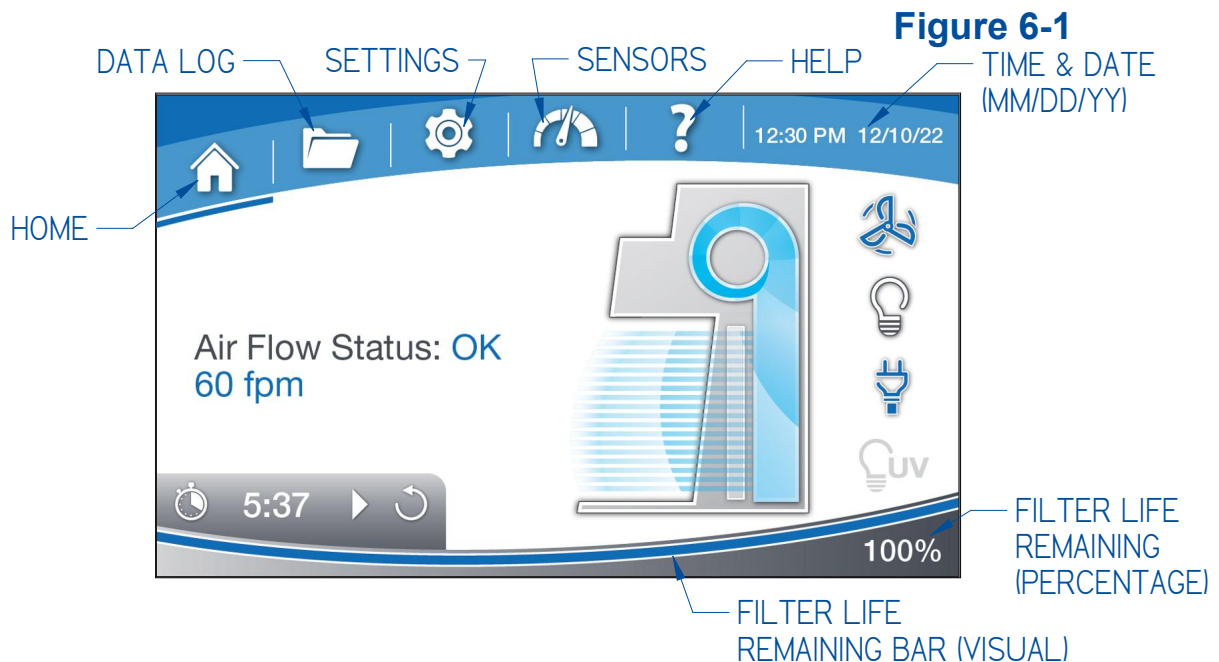 Figure 6-1
DATA LOG
SETTINGS
SENSORS
HELP
TIME & DATE
(MM/DD/YY)
?
12:30 PM 12/10/22
HOME
Air Flow Status: OK
60 fpm
UV
5:37
100%
FILTER LIFE
REMAINING
(PERCENTAGE)
FILTER LIFE
REMAINING BAR (VISUAL)